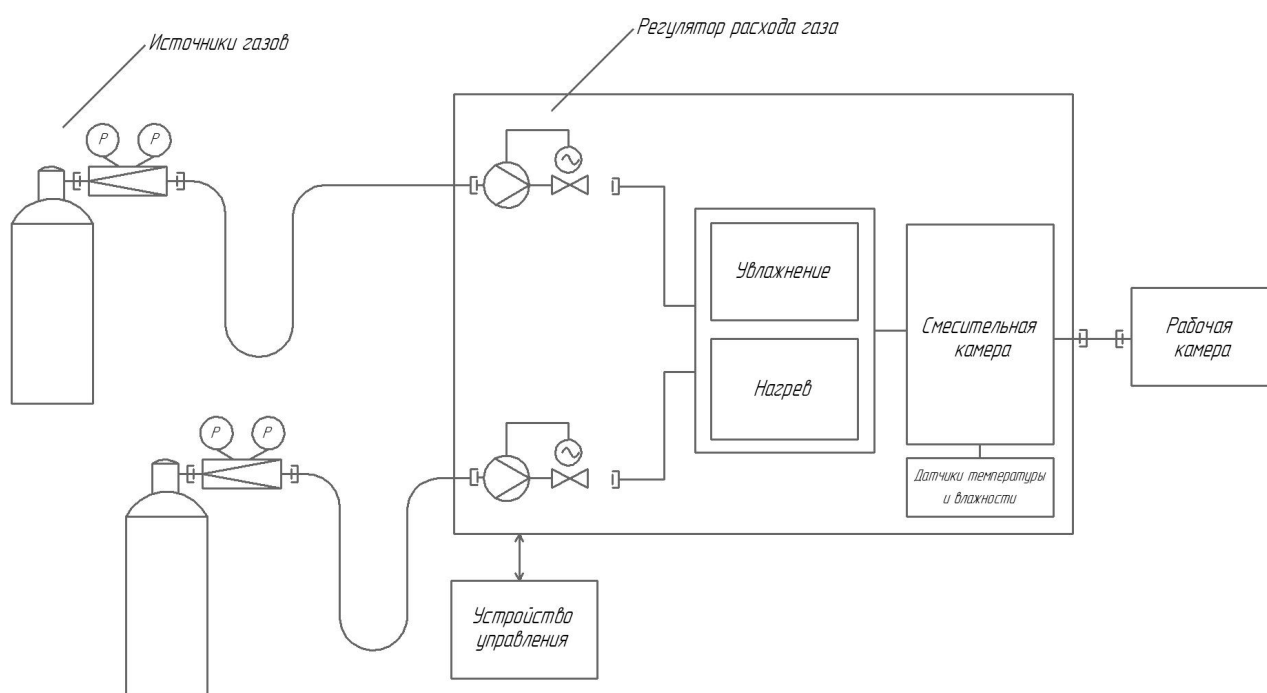 Источники газов
Регулятор расхода газа
P
P
Увлажнение
Смесительная
камера
Рабочая
камера
Нагрев
P
P
Датчики температуры
и влажности
Устройство
управления